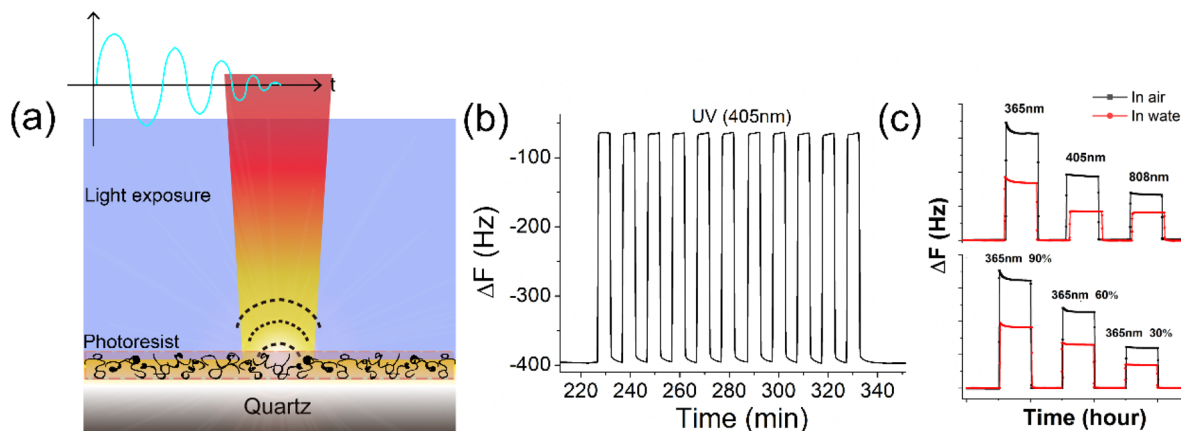 (a)
t
Light exposure
Photoresist
Quartz
(b)
UV (405nm)
-100
-200
-300
-400
ΔF (Hz)
220 240 260 280 300 320 340
Time (min)
(c)
In air
In wate
365nm
405nm
808nm
365nm 90%
365nm 60%
365nm 30%
ΔF (Hz)
Time (hour)